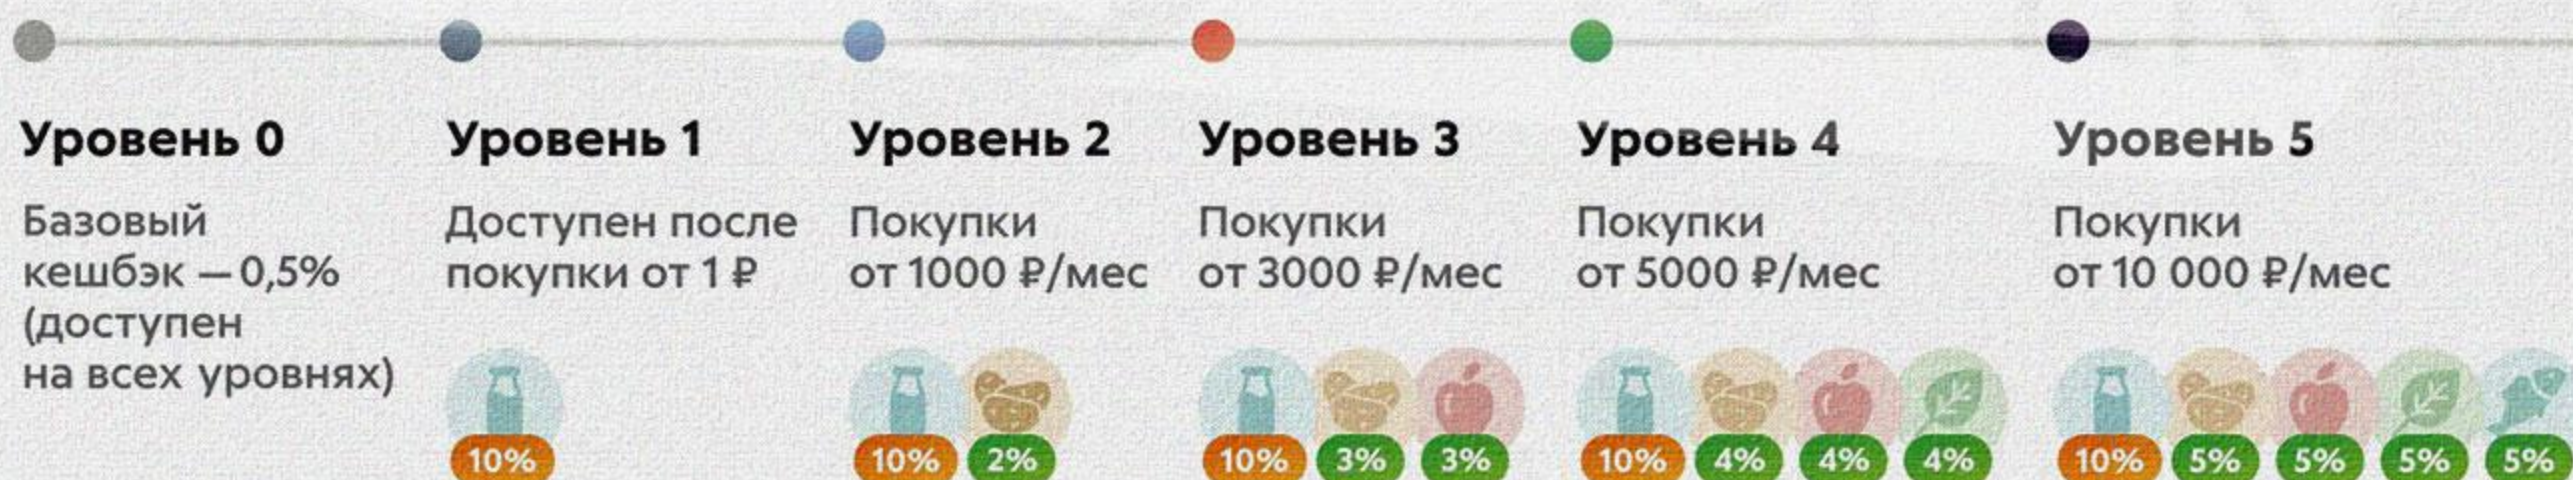 Уровень 0
Базовый
кешбэк — 0,5%
(доступен
на всех уровнях)
Уровень 1
Доступен после
покупки от 1 ₽
10%
Уровень 2
Покупки
от 1000 ₽/мес
10% 2%
Уровень 3
Покупки
от 3000 ₽/мес
10% 3% 3%
Уровень 4
Покупки
от 5000 ₽/мес
10% 4% 4% 4%
Уровень 5
Покупки
от 10 000 ₽/мес
10% 5% 5% 5% 5%